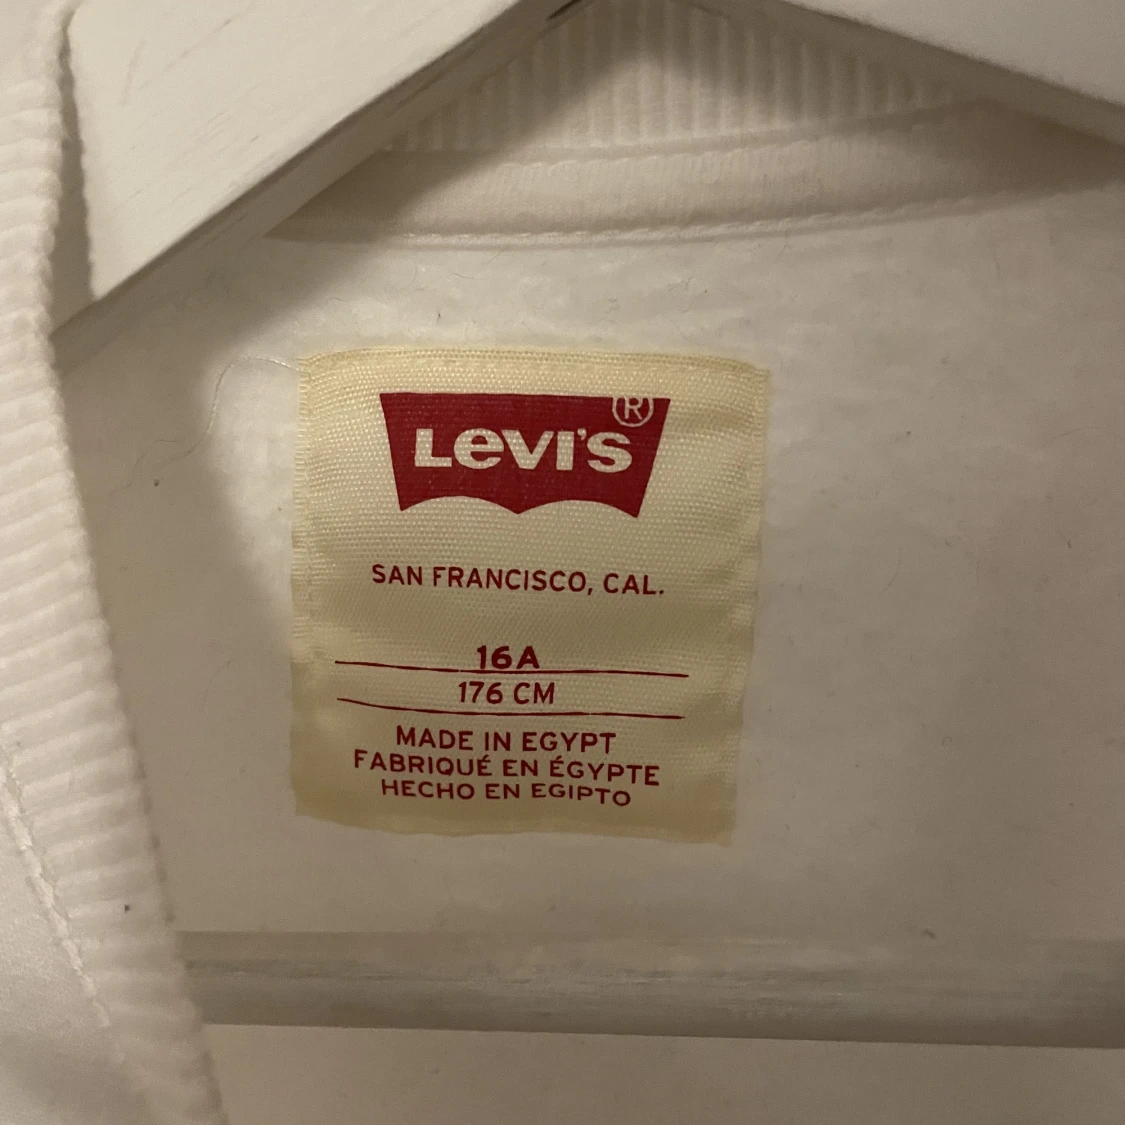 LEVI'S ®
SAN FRANCISCO, CAL.
16A
176 CM
MADE IN EGYPT
FABRIQUÉ EN ÉGYPTE
HECHO EN EGIPTO